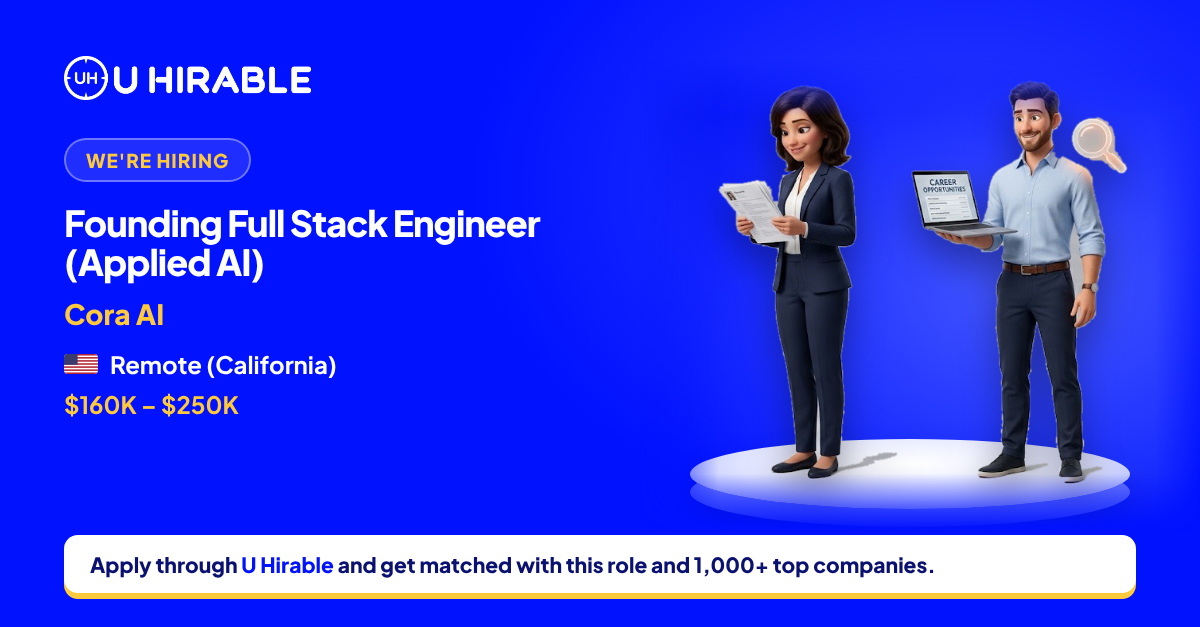 UH U HIRABLE
WE'RE HIRING
Founding Full Stack Engineer
(Applied AI)
Cora AI
Remote (California)
$160K – $250K
CAREER
OPPORTUNITIES
Apply through U Hirable and get matched with this role and 1,000+ top companies.